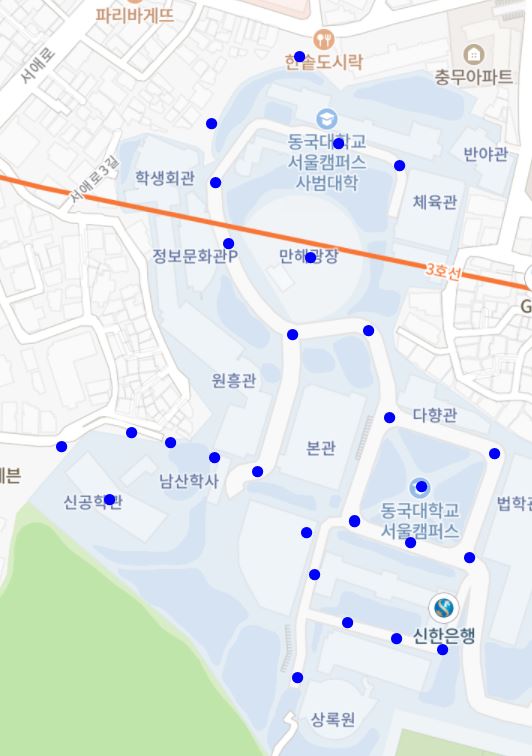 파리바게뜨
서애로
한솥도시락
충무아파트
동국대학교
서울캠퍼스
사범대학
반야관
학생회관
서애로3길
체육관
정보문화관P
만해광장
3호선
G
원흥관
다향관
본관
세븐
남산학사
신공학관
법학관
동국대학교
서울캠퍼스
신한은행
상록원